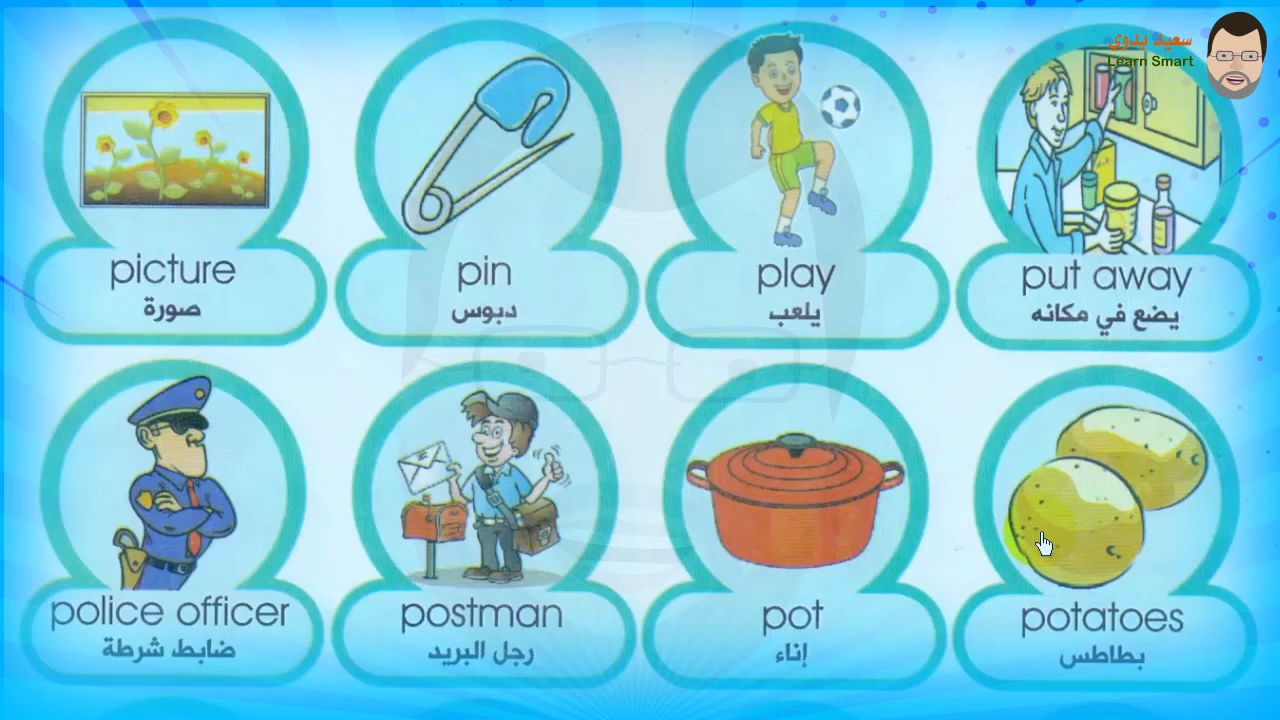 سعيد بدوي
Learn Smart
picture
صورة
pin
دبوس
play
يلعب
put away
يضع في مكانه
police officer
ضابط شرطة
postman
رجل البريد
pot
إناء
potatoes
بطاطس